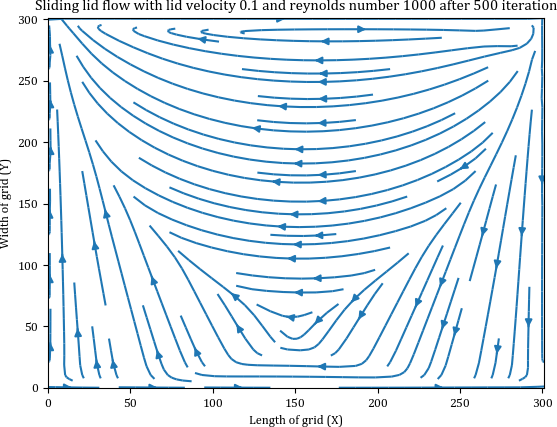 Sliding lid flow with lid velocity 0.1 and reynolds number 1000 after 500 iteration
300
250
200
150
100
50
0
Width of grid (Y)
0 50 100 150 200 250 300
Length of grid (X)